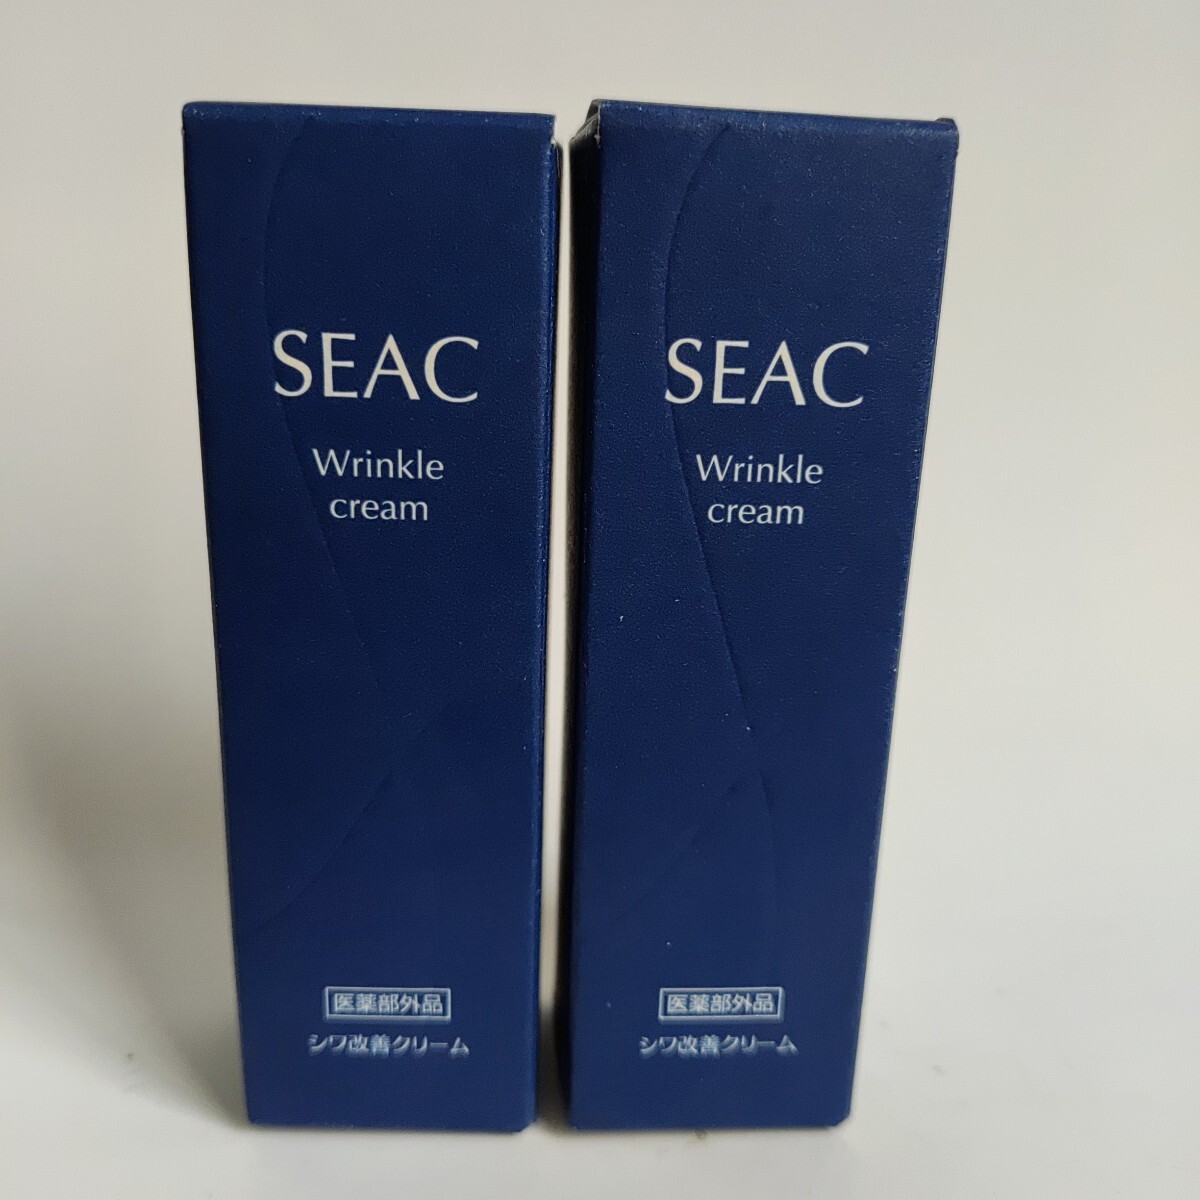 SEAC
Wrinkle
cream
医薬部外品
シワ改善クリーム
SEAC
Wrinkle
cream
医薬部外品
シワ改善クリーム